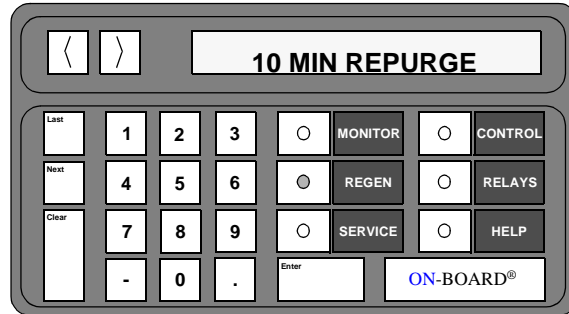 〈 〉 10 MIN REPURGE
Last 1 2 3 MONITOR CONTROL
Next 4 5 6 REGEN RELAYS
Clear 7 8 9 SERVICE HELP
- 0 . Enter ON-BOARD®